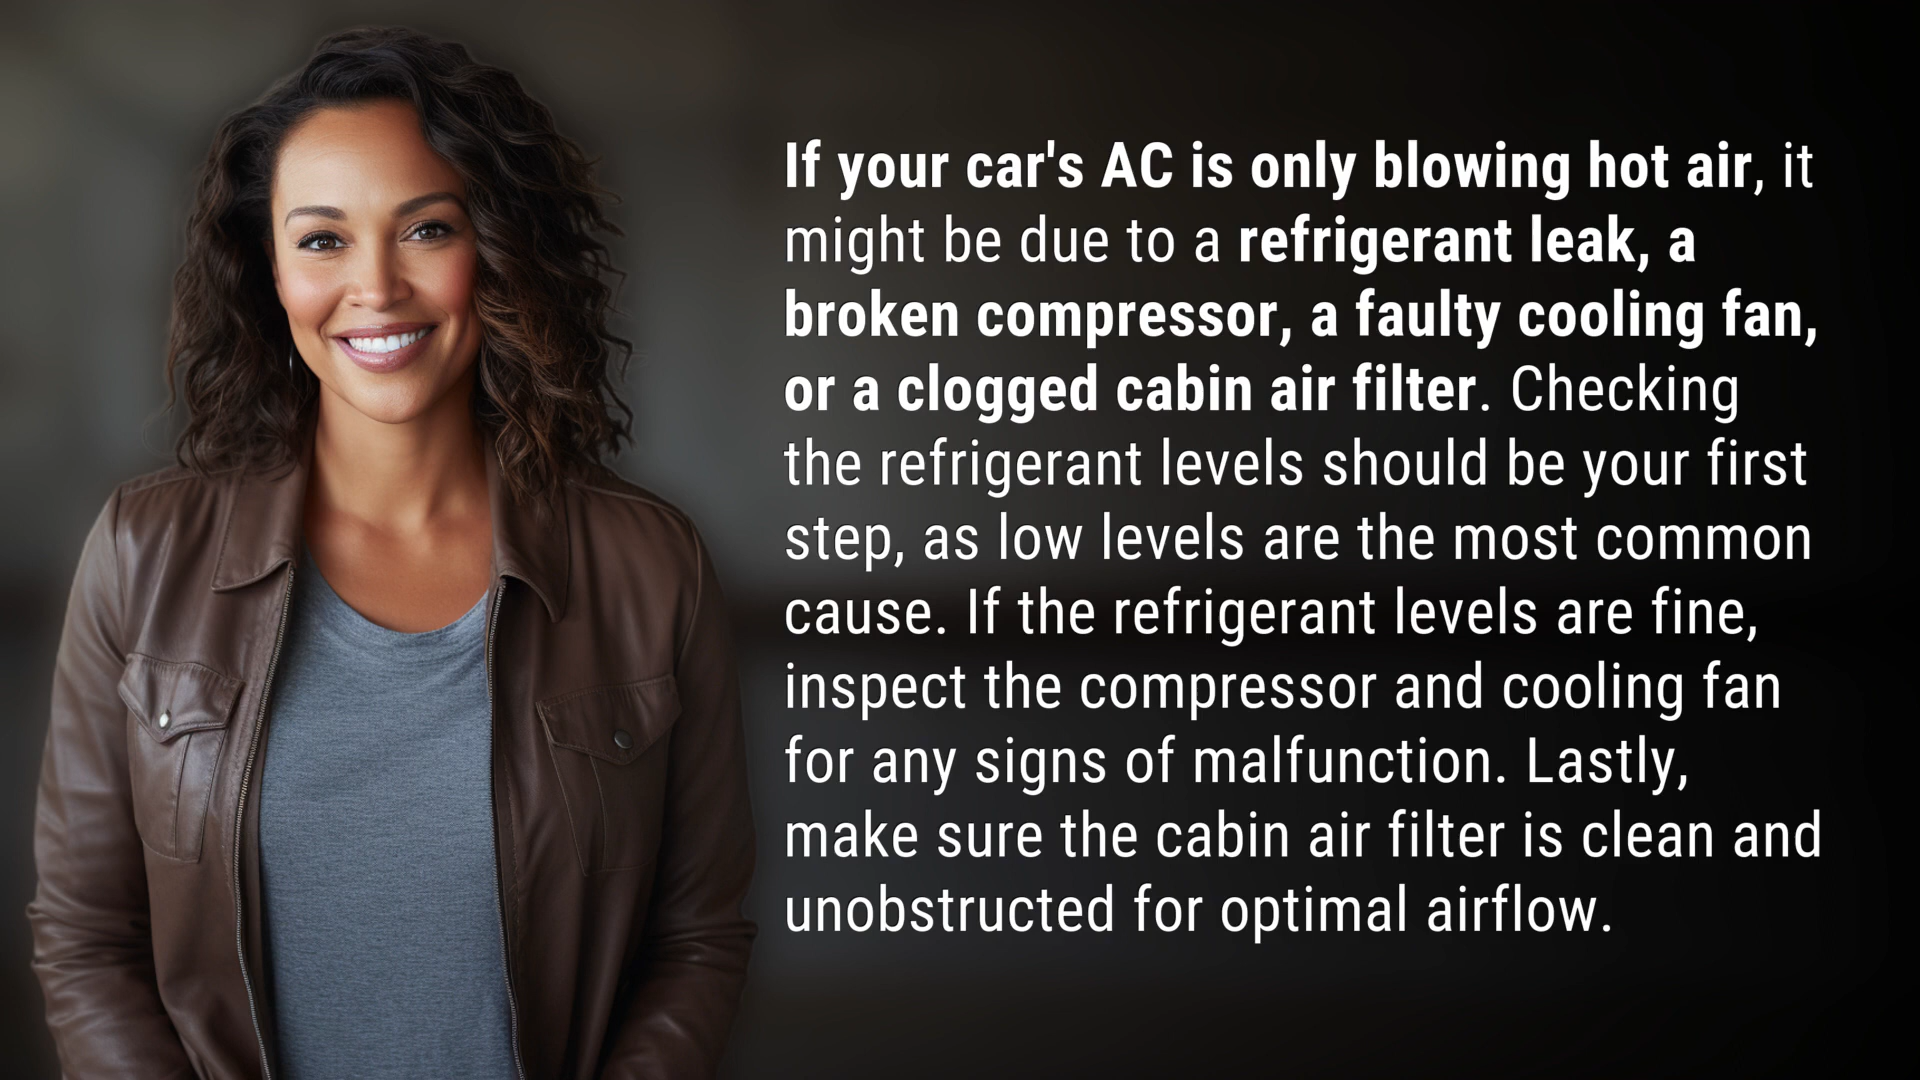 If your car's AC is only blowing hot air, it
might be due to a refrigerant leak, a
broken compressor, a faulty cooling fan,
or a clogged cabin air filter. Checking
the refrigerant levels should be your first
step, as low levels are the most common
cause. If the refrigerant levels are fine,
inspect the compressor and cooling fan
for any signs of malfunction. Lastly,
make sure the cabin air filter is clean and
unobstructed for optimal airflow.